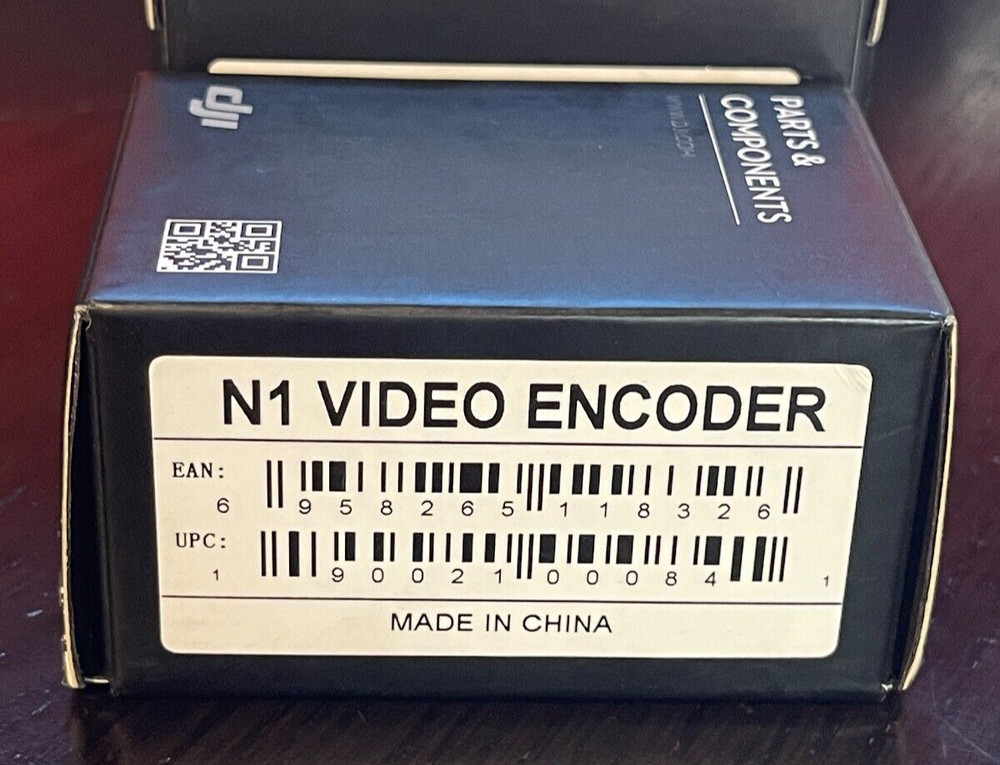 dji
PARTS &
COMPONENTS
WWW.DJI.COM
N1 VIDEO ENCODER
EAN:
6 958265 118326
UPC:
1 90021 00084 1
MADE IN CHINA